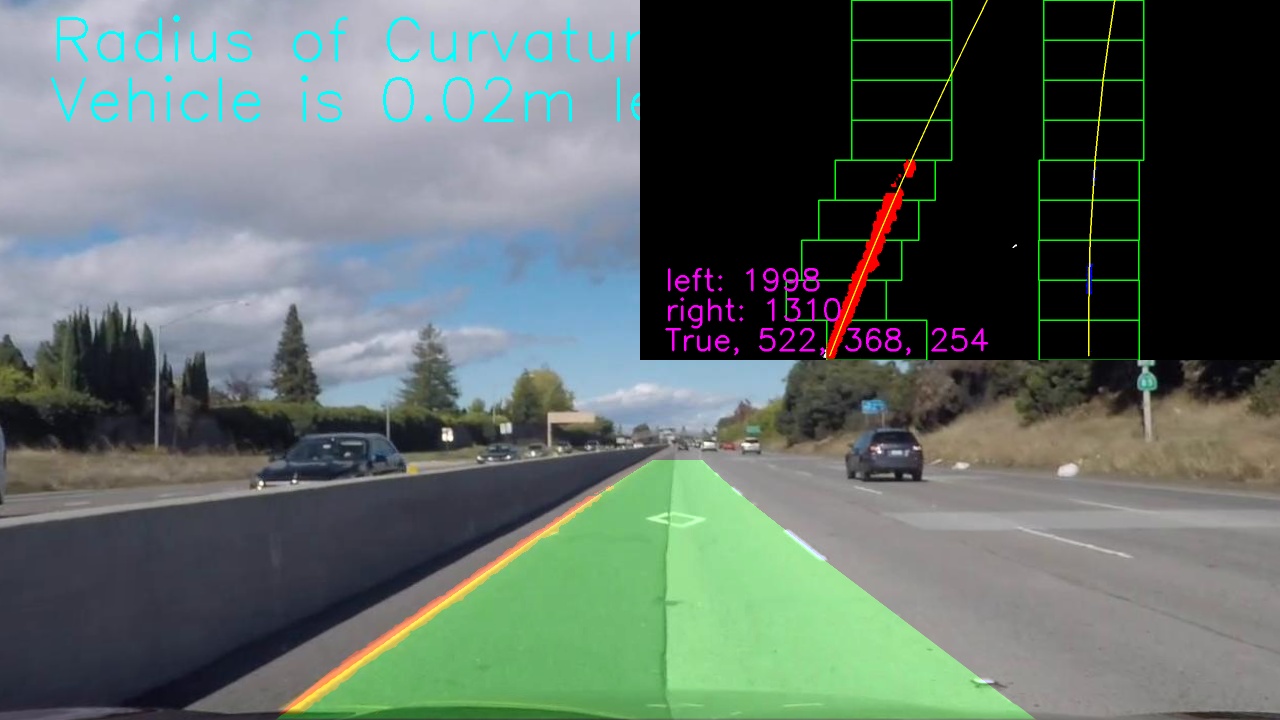 Radius of Curvatur
Vehicle is 0.02m le
left: 1998
right: 1310
True, 522, 368, 254